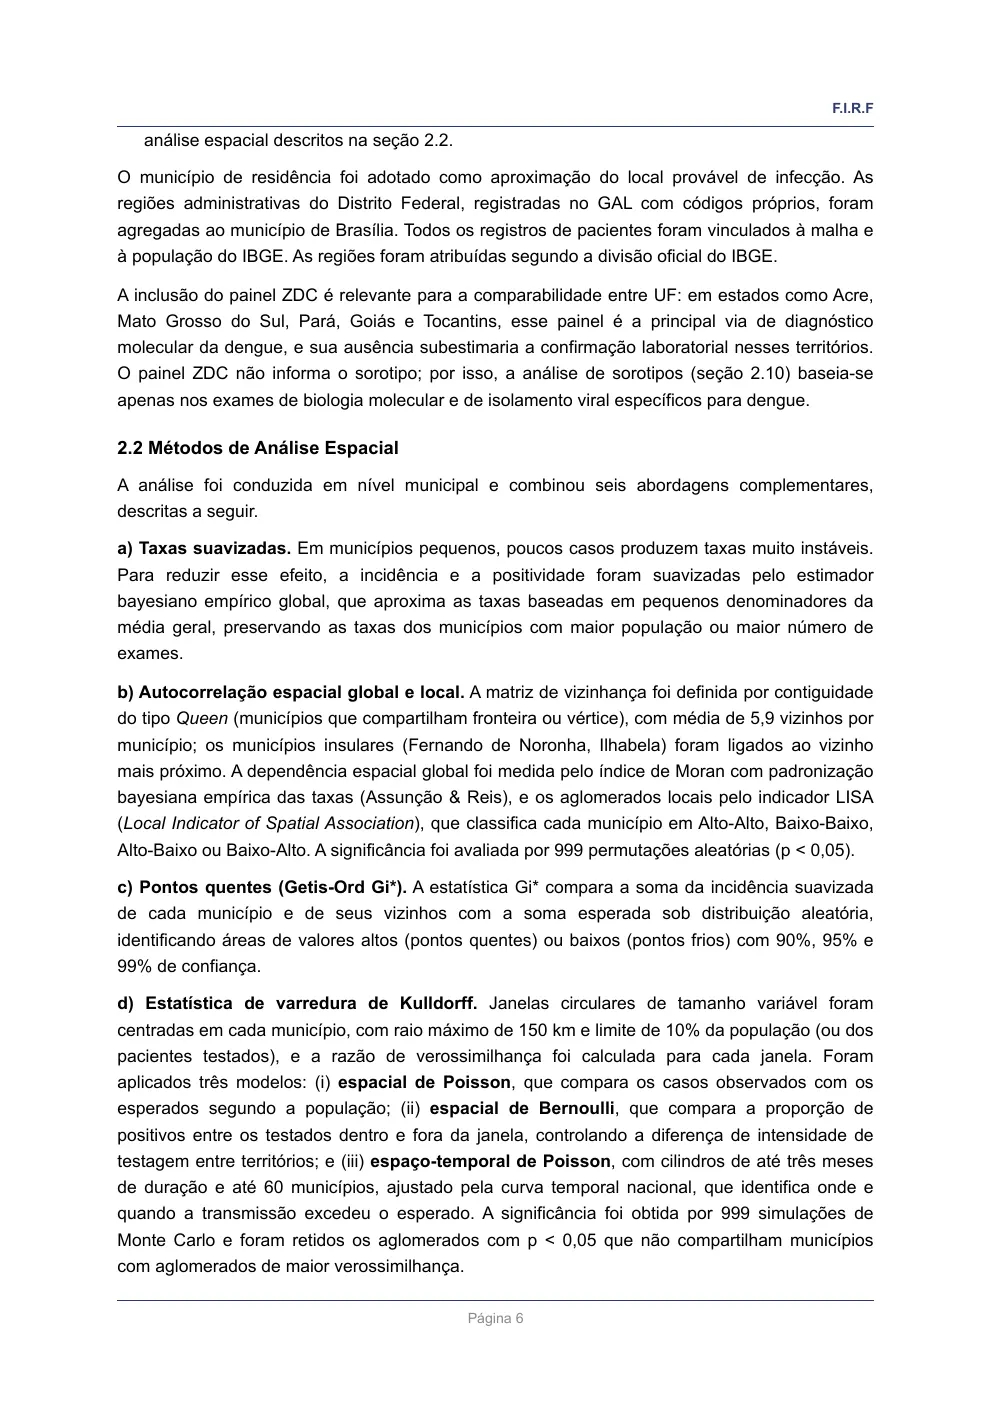 F.I.R.F
análise espacial descritos na seção 2.2.
O município de residência foi adotado como aproximação do local provável de infecção. As
regiões administrativas do Distrito Federal, registradas no GAL com códigos próprios, foram
agregadas ao município de Brasília. Todos os registros de pacientes foram vinculados à malha e
à população do IBGE. As regiões foram atribuídas segundo a divisão oficial do IBGE.
A inclusão do painel ZDC é relevante para a comparabilidade entre UF: em estados como Acre,
Mato Grosso do Sul, Pará, Goiás e Tocantins, esse painel é a principal via de diagnóstico
molecular da dengue, e sua ausência subestimaria a confirmação laboratorial nesses territórios.
O painel ZDC não informa o sorotipo; por isso, a análise de sorotipos (seção 2.10) baseia-se
apenas nos exames de biologia molecular e de isolamento viral específicos para dengue.
2.2 Métodos de Análise Espacial
A análise foi conduzida em nível municipal e combinou seis abordagens complementares,
descritas a seguir.
a) Taxas suavizadas. Em municípios pequenos, poucos casos produzem taxas muito instáveis.
Para reduzir esse efeito, a incidência e a positividade foram suavizadas pelo estimador
bayesiano empírico global, que aproxima as taxas baseadas em pequenos denominadores da
média geral, preservando as taxas dos municípios com maior população ou maior número de
exames.
b) Autocorrelação espacial global e local. A matriz de vizinhança foi definida por contiguidade
do tipo Queen (municípios que compartilham fronteira ou vértice), com média de 5,9 vizinhos por
município; os municípios insulares (Fernando de Noronha, Ilhabela) foram ligados ao vizinho
mais próximo. A dependência espacial global foi medida pelo índice de Moran com padronização
bayesiana empírica das taxas (Assunção & Reis), e os aglomerados locais pelo indicador LISA
(Local Indicator of Spatial Association), que classifica cada município em Alto-Alto, Baixo-Baixo,
Alto-Baixo ou Baixo-Alto. A significância foi avaliada por 999 permutações aleatórias (p < 0,05).
c) Pontos quentes (Getis-Ord Gi*). A estatística Gi* compara a soma da incidência suavizada
de cada município e de seus vizinhos com a soma esperada sob distribuição aleatória,
identificando áreas de valores altos (pontos quentes) ou baixos (pontos frios) com 90%, 95% e
99% de confiança.
d) Estatística de varredura de Kulldorff. Janelas circulares de tamanho variável foram
centradas em cada município, com raio máximo de 150 km e limite de 10% da população (ou dos
pacientes testados), e a razão de verossimilhança foi calculada para cada janela. Foram
aplicados três modelos: (i) espacial de Poisson, que compara os casos observados com os
esperados segundo a população; (ii) espacial de Bernoulli, que compara a proporção de
positivos entre os testados dentro e fora da janela, controlando a diferença de intensidade de
testagem entre territórios; e (iii) espaço-temporal de Poisson, com cilindros de até três meses
de duração e até 60 municípios, ajustado pela curva temporal nacional, que identifica onde e
quando a transmissão excedeu o esperado. A significância foi obtida por 999 simulações de
Monte Carlo e foram retidos os aglomerados com p < 0,05 que não compartilham municípios
com aglomerados de maior verossimilhança.
Página 6